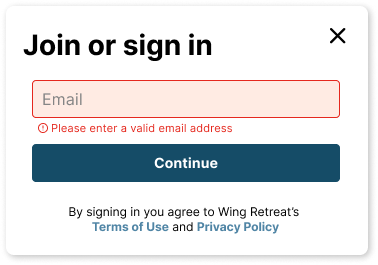 Join or sign in
Email
Please enter a valid email address
Continue
By signing in you agree to Wing Retreat’s
Terms of Use and Privacy Policy